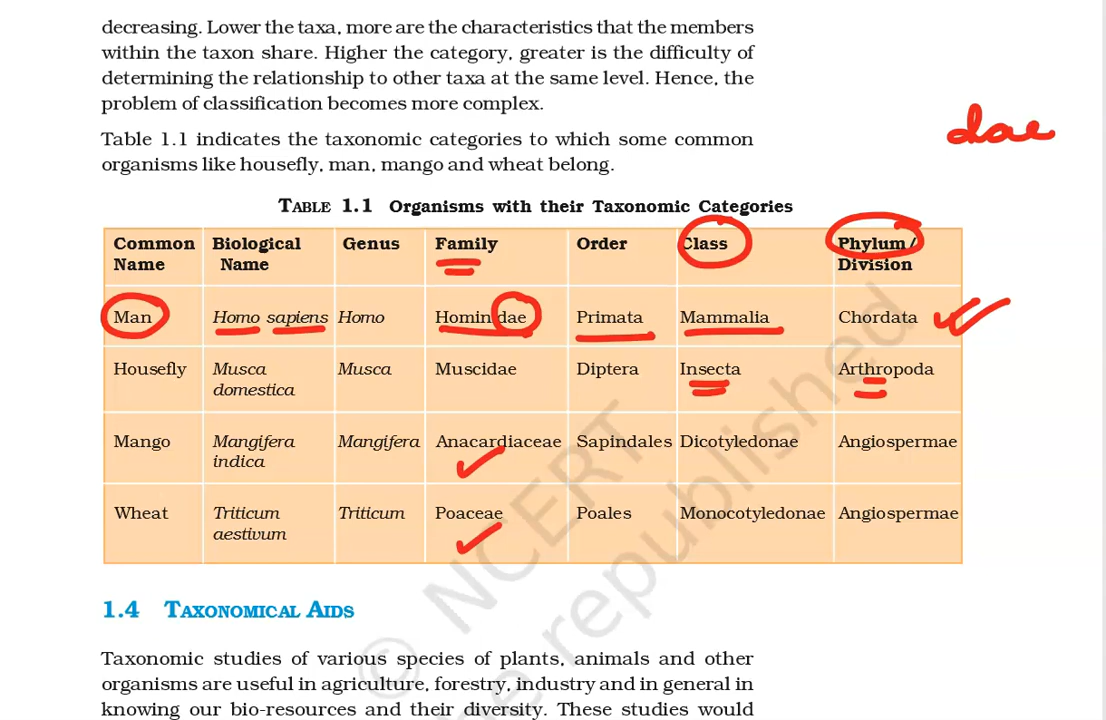 decreasing. Lower the taxa, more are the characteristics that the members
within the taxon share. Higher the category, greater is the difficulty of
determining the relationship to other taxa at the same level. Hence, the
problem of classification becomes more complex.
dae
Table 1.1 indicates the taxonomic categories to which some common
organisms like housefly, man, mango and wheat belong.
TABLE 1.1 Organisms with their Taxonomic Categories
Common Biological Genus Family Order Class Phylum/
Name Name Division
Man Homo sapiens Homo Hominidae Primata Mammalia Chordata
Housefly Musca Musca Muscidae Diptera Insecta Arthropoda
domestica
Mango Mangifera Mangifera Anacardiaceae Sapindales Dicotyledonae Angiospermae
indica
Wheat Triticum Triticum Poaceae Poales Monocotyledonae Angiospermae
aestivum
1.4 TAXONOMICAL AIDS
Taxonomic studies of various species of plants, animals and other
organisms are useful in agriculture, forestry, industry and in general in
knowing our bio-resources and their diversity. These studies would
© NCERT
be republished